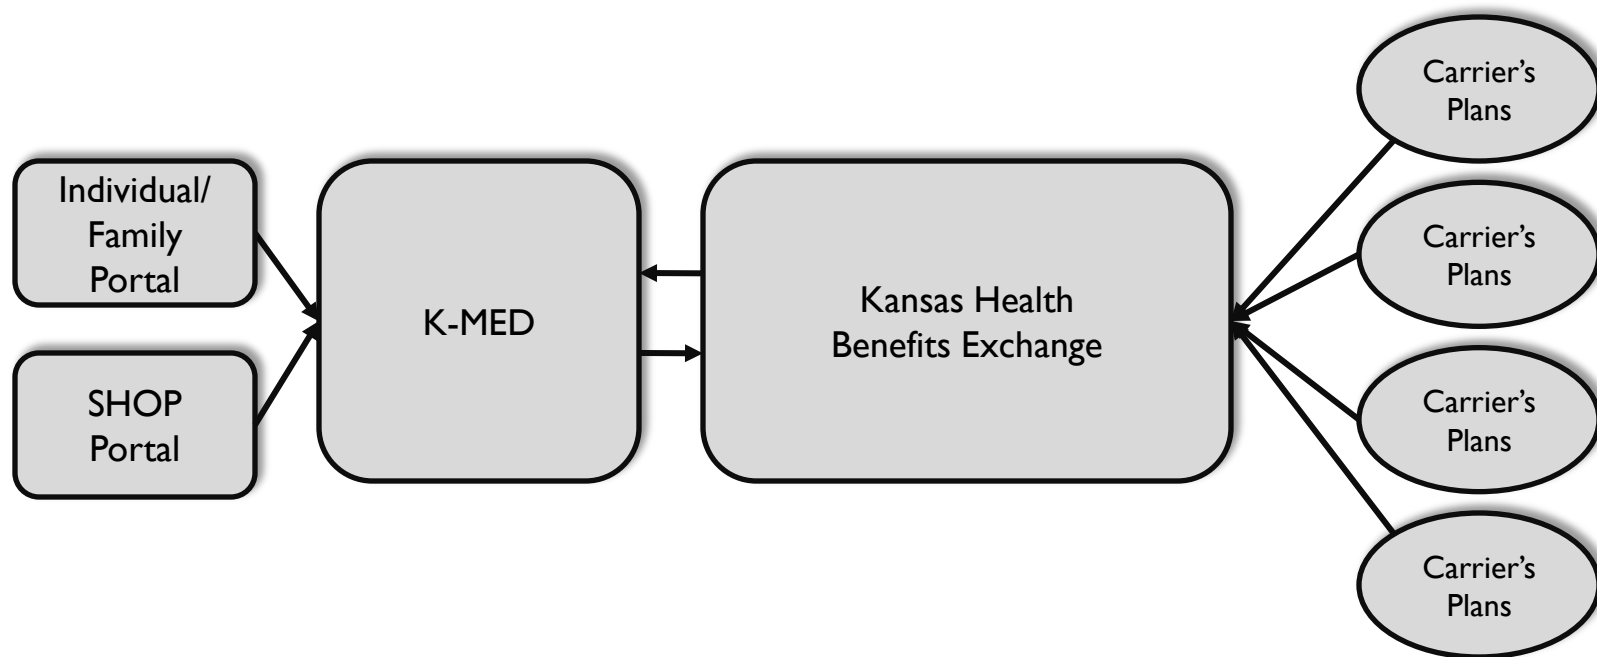 Individual/
Family
Portal
SHOP
Portal
K-MED
Kansas Health
Benefits Exchange
Carrier’s
Plans
Carrier’s
Plans
Carrier’s
Plans
Carrier’s
Plans